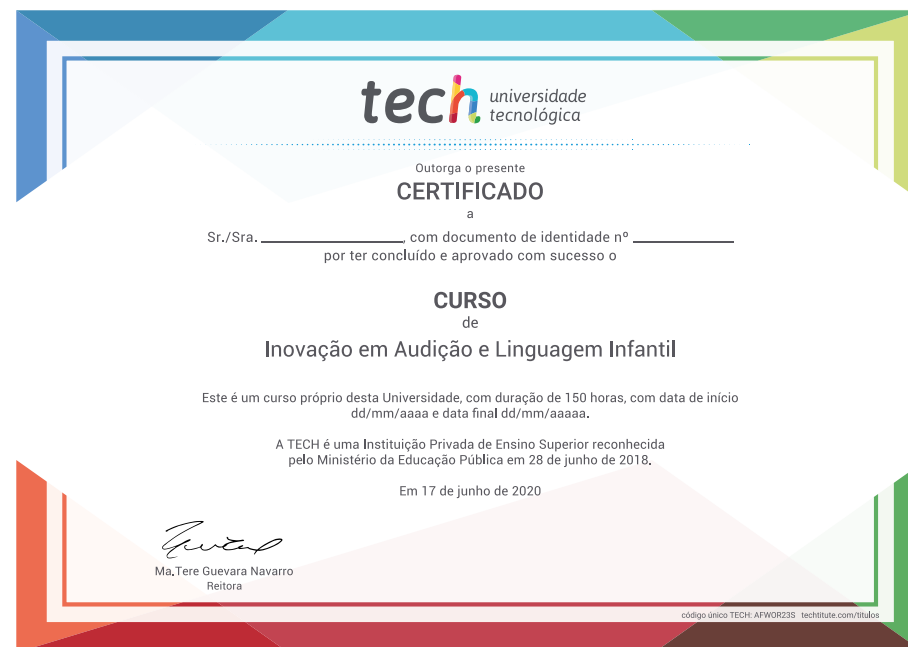 tech universidade
tecnológica
Outorga o presente
CERTIFICADO
a
Sr./Sra. ____________, com documento de identidade nº ____________
por ter concluído e aprovado com sucesso o
CURSO
de
Inovação em Audição e Linguagem Infantil
Este é um curso próprio desta Universidade, com duração de 150 horas, com data de início
dd/mm/aaaa e data final dd/mm/aaaaa.
A TECH é uma Instituição Privada de Ensino Superior reconhecida
pelo Ministério da Educação Pública em 28 de junho de 2018.
Em 17 de junho de 2020
Ma.Tere Guevara Navarro
Reitora
código único TECH: AFWOR23S techtitute.com/títulos